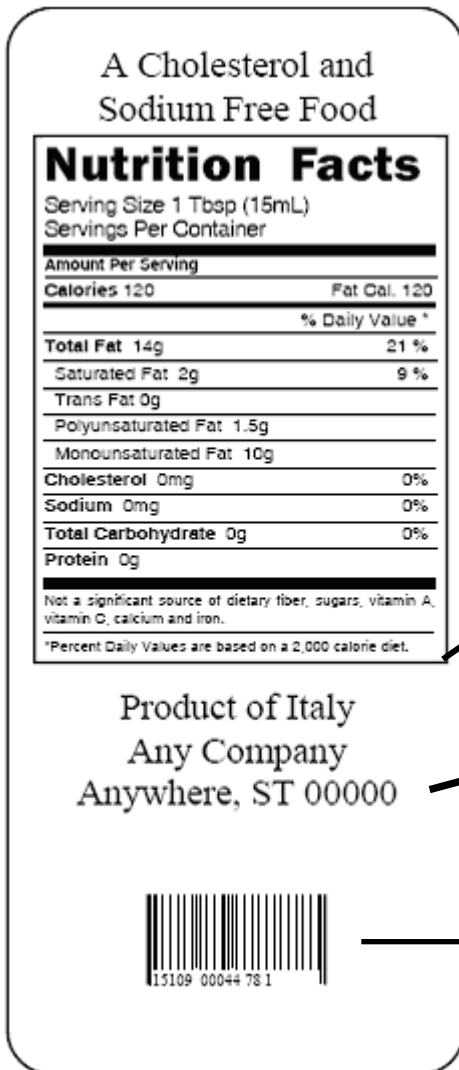 A Cholesterol and
Sodium Free Food
Nutrition Facts
Serving Size 1 Tbsp (15mL)
Servings Per Container
Amount Per Serving
Calories 120 Fat Cal. 120
% Daily Value *
Total Fat 14g 21 %
Saturated Fat 2g 9 %
Trans Fat 0g
Polyunsaturated Fat 1.5g
Monounsaturated Fat 10g
Cholesterol 0mg 0%
Sodium 0mg 0%
Total Carbohydrate 0g 0%
Protein 0g
Not a significant source of dietary fiber, sugars, vitamin A,
vitamin C, calcium and iron.
*Percent Daily Values are based on a 2,000 calorie diet.
Product of Italy
Any Company
Anywhere, ST 00000
15109 00044 78 1